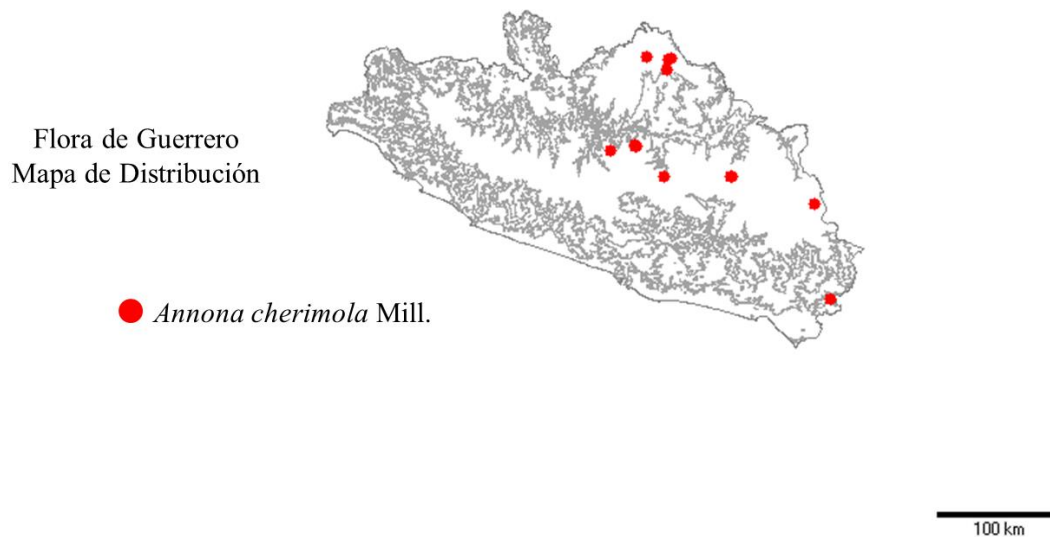 Flora de Guerrero
Mapa de Distribución
Annona cherimola Mill.
100 km